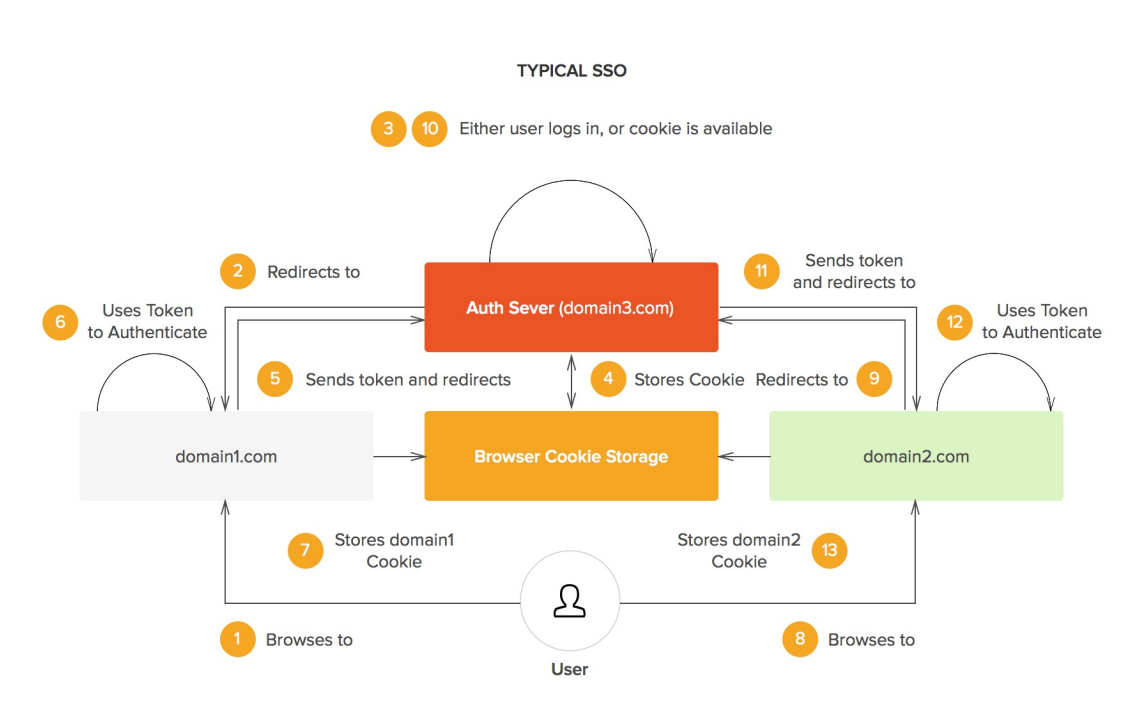 TYPICAL SSO
3 10 Either user logs in, or cookie is available
2 Redirects to
11 Sends token
and redirects to
6 Uses Token
to Authenticate
Auth Sever (domain3.com)
12 Uses Token
to Authenticate
5 Sends token and redirects
4 Stores Cookie
Redirects to 9
domain1.com
Browser Cookie Storage
domain2.com
7 Stores domain1
Cookie
Stores domain2
Cookie
13
1 Browses to
8 Browses to
User